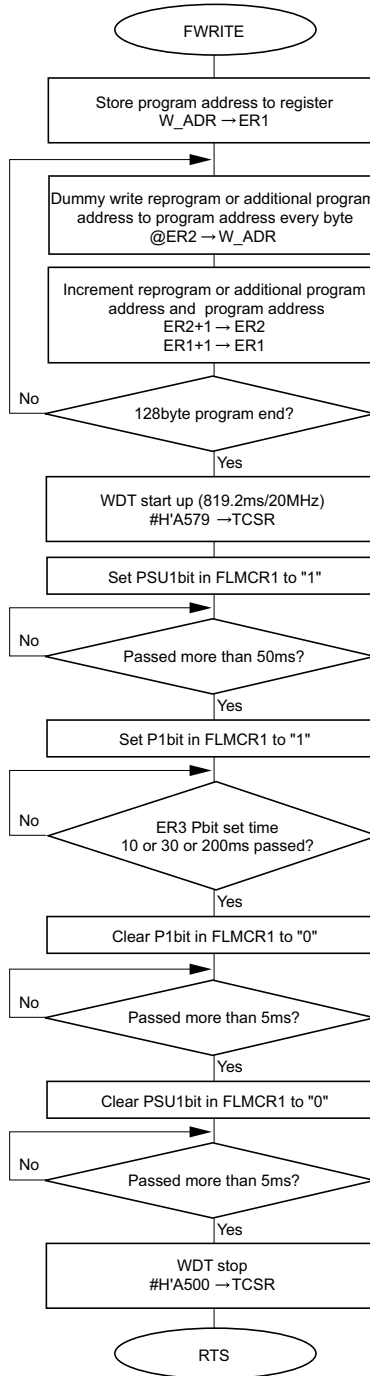 FWRITE
Store program address to register
W_ADR → ER1
Dummy write reprogram or additional program
address to program address every byte
@ER2 → W_ADR
Increment reprogram or additional program
address and program address
ER2+1 → ER2
ER1+1 → ER1
No
128byte program end?
Yes
WDT start up (819.2ms/20MHz)
#H'A579 →TCSR
Set PSU1bit in FLMCR1 to "1"
No
Passed more than 50ms?
Yes
Set P1bit in FLMCR1 to "1"
No
ER3 Pbit set time
10 or 30 or 200ms passed?
Yes
Clear P1bit in FLMCR1 to "0"
No
Passed more than 5ms?
Yes
Clear PSU1bit in FLMCR1 to "0"
No
Passed more than 5ms?
Yes
WDT stop
#H'A500 →TCSR
RTS